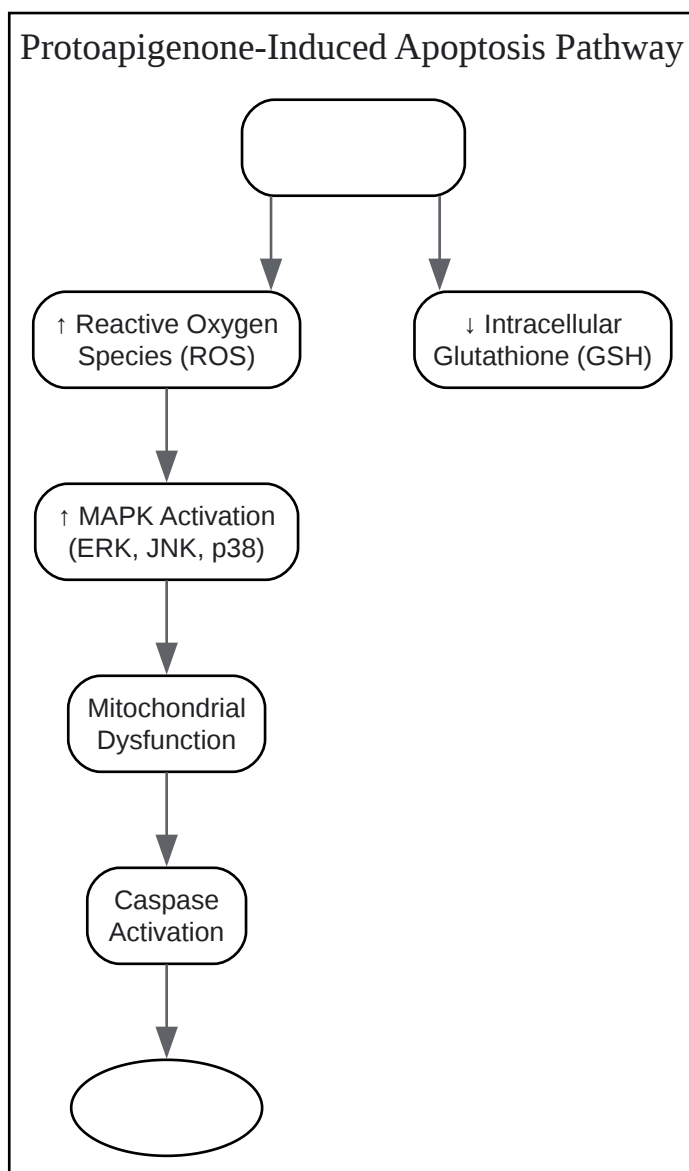 Protoapigenone-Induced Apoptosis Pathway
↑ Reactive Oxygen
Species (ROS)
↓ Intracellular
Glutathione (GSH)
↑ MAPK Activation
(ERK, JNK, p38)
Mitochondrial
Dysfunction
Caspase
Activation